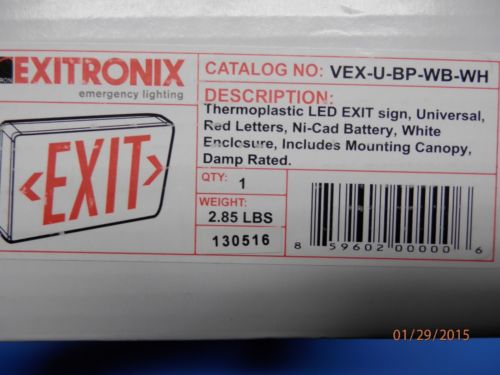 EXITRONIX
emergency lighting
CATALOG NO: VEX-U-BP-WB-WH
DESCRIPTION:
Thermoplastic LED EXIT sign, Universal,
Red Letters, Ni-Cad Battery, White
Enclosure, Includes Mounting Canopy,
Damp Rated.
EXIT
QTY: 1
WEIGHT:
2.85 LBS
130516
8 59602 00000 6
01/29/2015